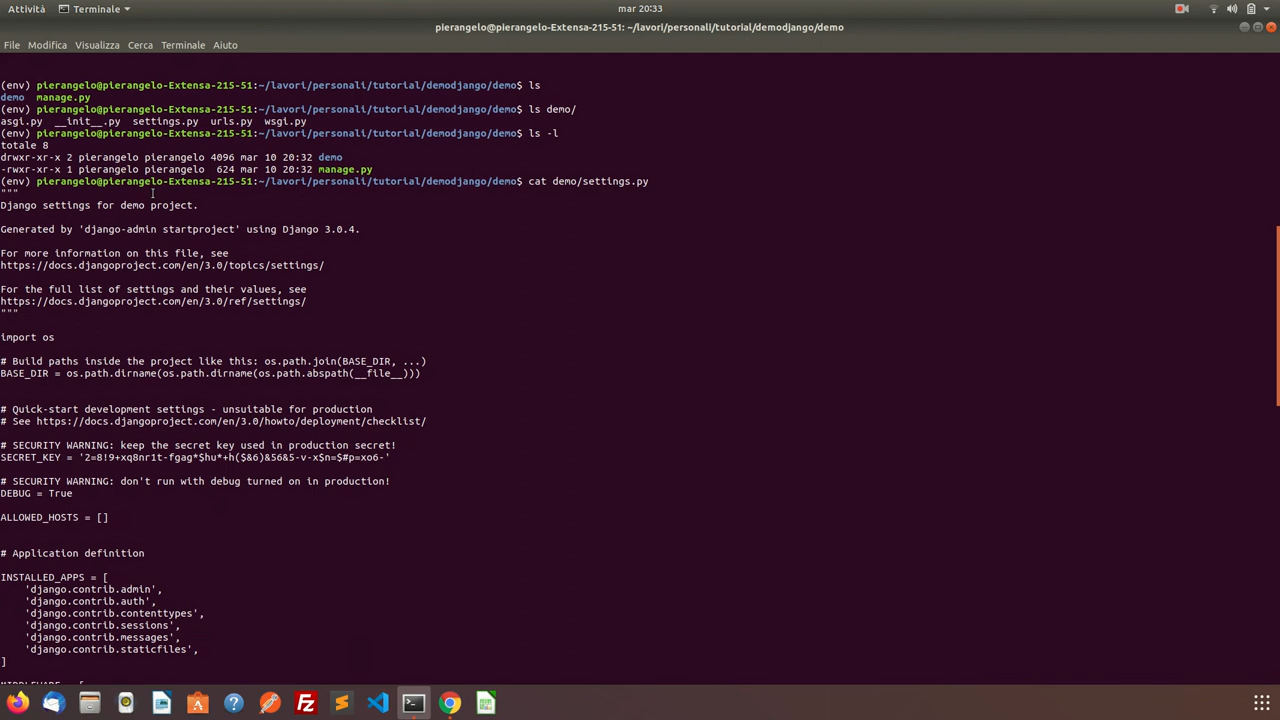 Attività Terminale mar 20:33
pierangelo@pierangelo-Extensa-215-51: ~/lavori/personali/tutorial/demodjango/demo
File Modifica Visualizza Cerca Terminale Aiuto
(env) pierangelo@pierangelo-Extensa-215-51:~/lavori/personali/tutorial/demodjango/demo$ ls
demo  manage.py
(env) pierangelo@pierangelo-Extensa-215-51:~/lavori/personali/tutorial/demodjango/demo$ ls demo/
asgi.py  __init__.py  settings.py  urls.py  wsgi.py
(env) pierangelo@pierangelo-Extensa-215-51:~/lavori/personali/tutorial/demodjango/demo$ ls -l
totale 8
drwxr-xr-x 2 pierangelo pierangelo 4096 mar 10 20:32 demo
-rwxr-xr-x 1 pierangelo pierangelo  624 mar 10 20:32 manage.py
(env) pierangelo@pierangelo-Extensa-215-51:~/lavori/personali/tutorial/demodjango/demo$ cat demo/settings.py
"""
Django settings for demo project.
Generated by 'django-admin startproject' using Django 3.0.4.
For more information on this file, see
https://docs.djangoproject.com/en/3.0/topics/settings/
For the full list of settings and their values, see
https://docs.djangoproject.com/en/3.0/ref/settings/
"""
import os
# Build paths inside the project like this: os.path.join(BASE_DIR, ...)
BASE_DIR = os.path.dirname(os.path.dirname(os.path.abspath(__file__)))
# Quick-start development settings - unsuitable for production
# See https://docs.djangoproject.com/en/3.0/howto/deployment/checklist/
# SECURITY WARNING: keep the secret key used in production secret!
SECRET_KEY = '2=8!9+xq8nr1t-fgag*$hu*+h($&6)&56&5-v-x$n=$#p=xo6-'
# SECURITY WARNING: don't run with debug turned on in production!
DEBUG = True
ALLOWED_HOSTS = []
# Application definition
INSTALLED_APPS = [
    'django.contrib.admin',
    'django.contrib.auth',
    'django.contrib.contenttypes',
    'django.contrib.sessions',
    'django.contrib.messages',
    'django.contrib.staticfiles',
]